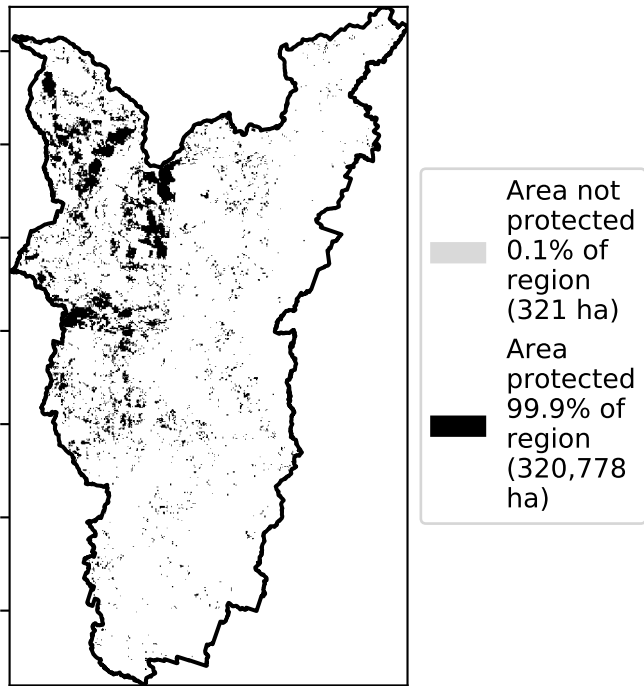 Area not
protected
0.1% of
region
(321 ha)
Area
protected
99.9% of
region
(320,778
ha)